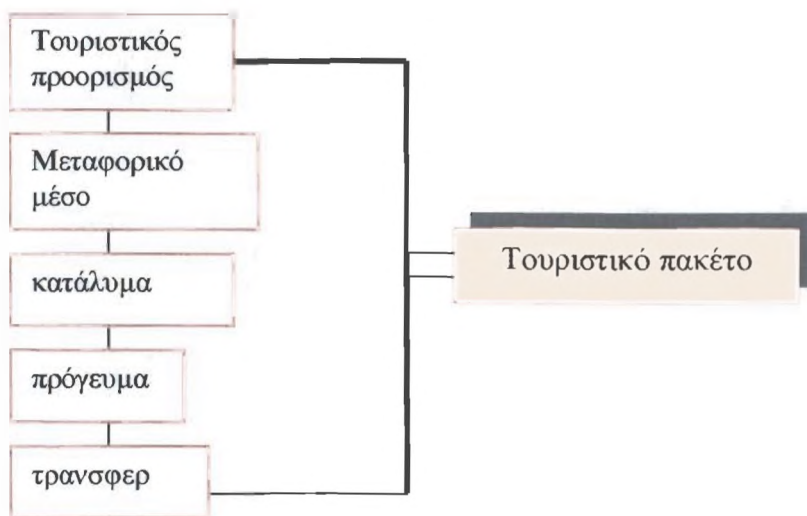 Τουριστικός
προορισμός
Μεταφορικό
μέσο
κατάλυμα
πρόγευμα
τρανσφερ
Τουριστικό πακέτο